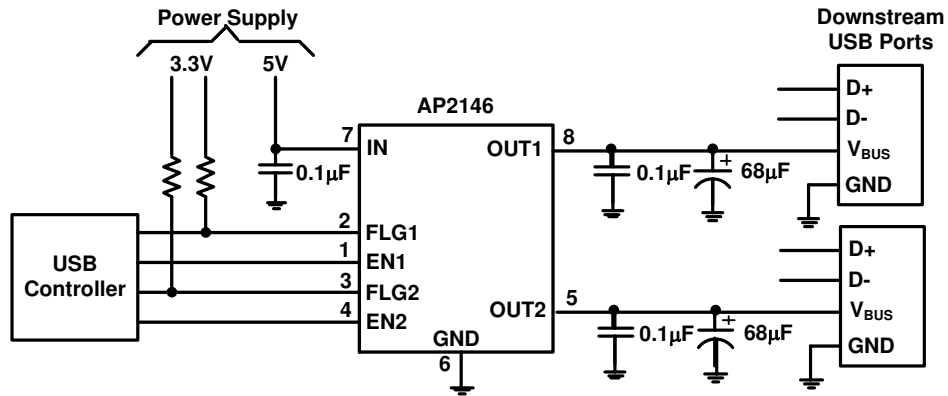 Power Supply
3.3V
5V
Downstream
USB Ports
AP2146
D+
D-
VBUS
GND
7
IN
OUT1
8
0.1µF
0.1µF
68µF
USB
Controller
2
FLG1
1
EN1
3
FLG2
4
EN2
OUT2
5
GND
6
0.1µF
68µF
D+
D-
VBUS
GND